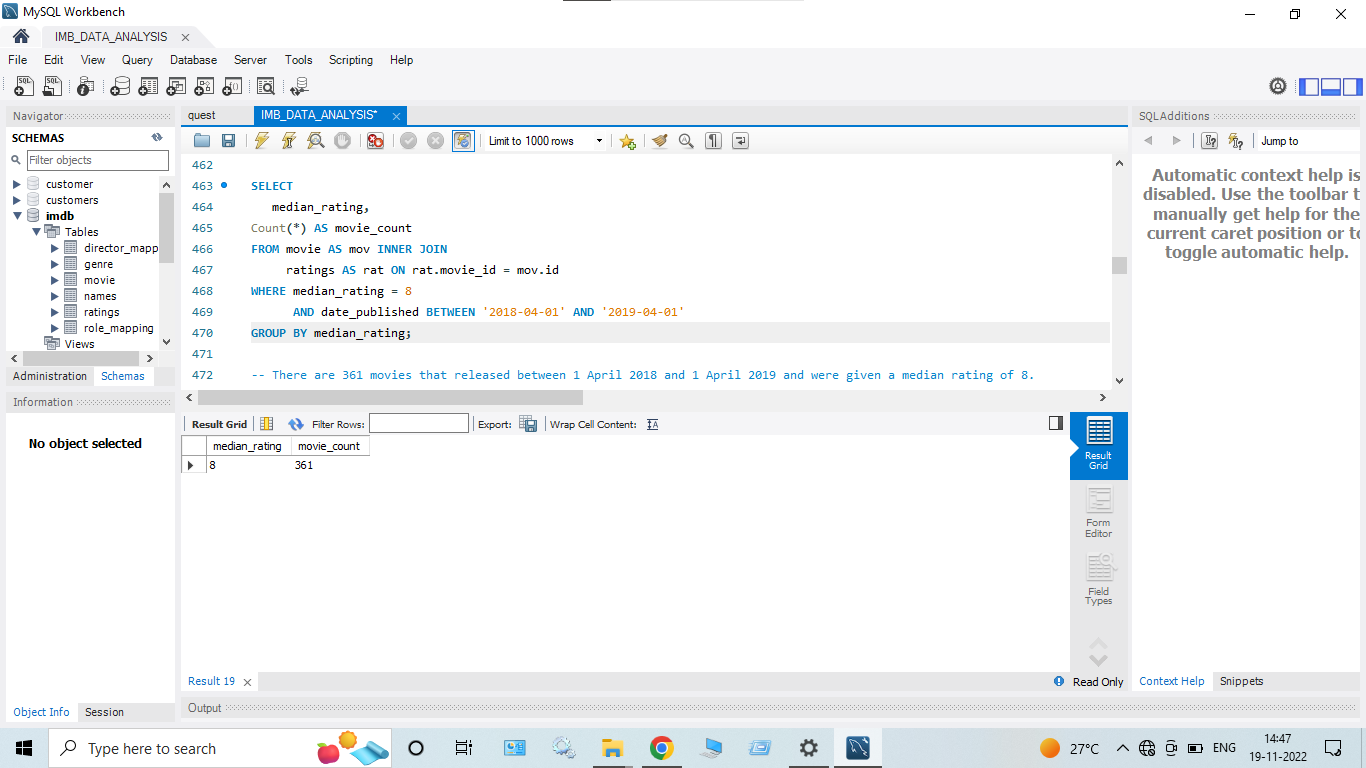 MySQL Workbench
IMB_DATA_ANALYSIS
File Edit View Query Database Server Tools Scripting Help
Navigator
SCHEMAS
Filter objects
customer
customers
imdb
Tables
director_mapp
genre
movie
names
ratings
role_mapping
Views
Administration Schemas
Information
No object selected
Object Info Session
quest IMB_DATA_ANALYSIS*
Limit to 1000 rows
462
463 SELECT
464 median_rating,
465 Count(*) AS movie_count
466 FROM movie AS mov INNER JOIN
467 ratings AS rat ON rat.movie_id = mov.id
468 WHERE median_rating = 8
469 AND date_published BETWEEN '2018-04-01' AND '2019-04-01'
470 GROUP BY median_rating;
471
472 -- There are 361 movies that released between 1 April 2018 and 1 April 2019 and were given a median rating of 8.
Result Grid Filter Rows: Export: Wrap Cell Content:
median_rating movie_count
8 361
Result
Grid
Form
Editor
Field
Types
Result 19
Read Only
Output
SQLAdditions
Jump to
Automatic context help is
disabled. Use the toolbar t
manually get help for the
current caret position or to
toggle automatic help.
Context Help Snippets
Type here to search
27°C
ENG
14:47
19-11-2022